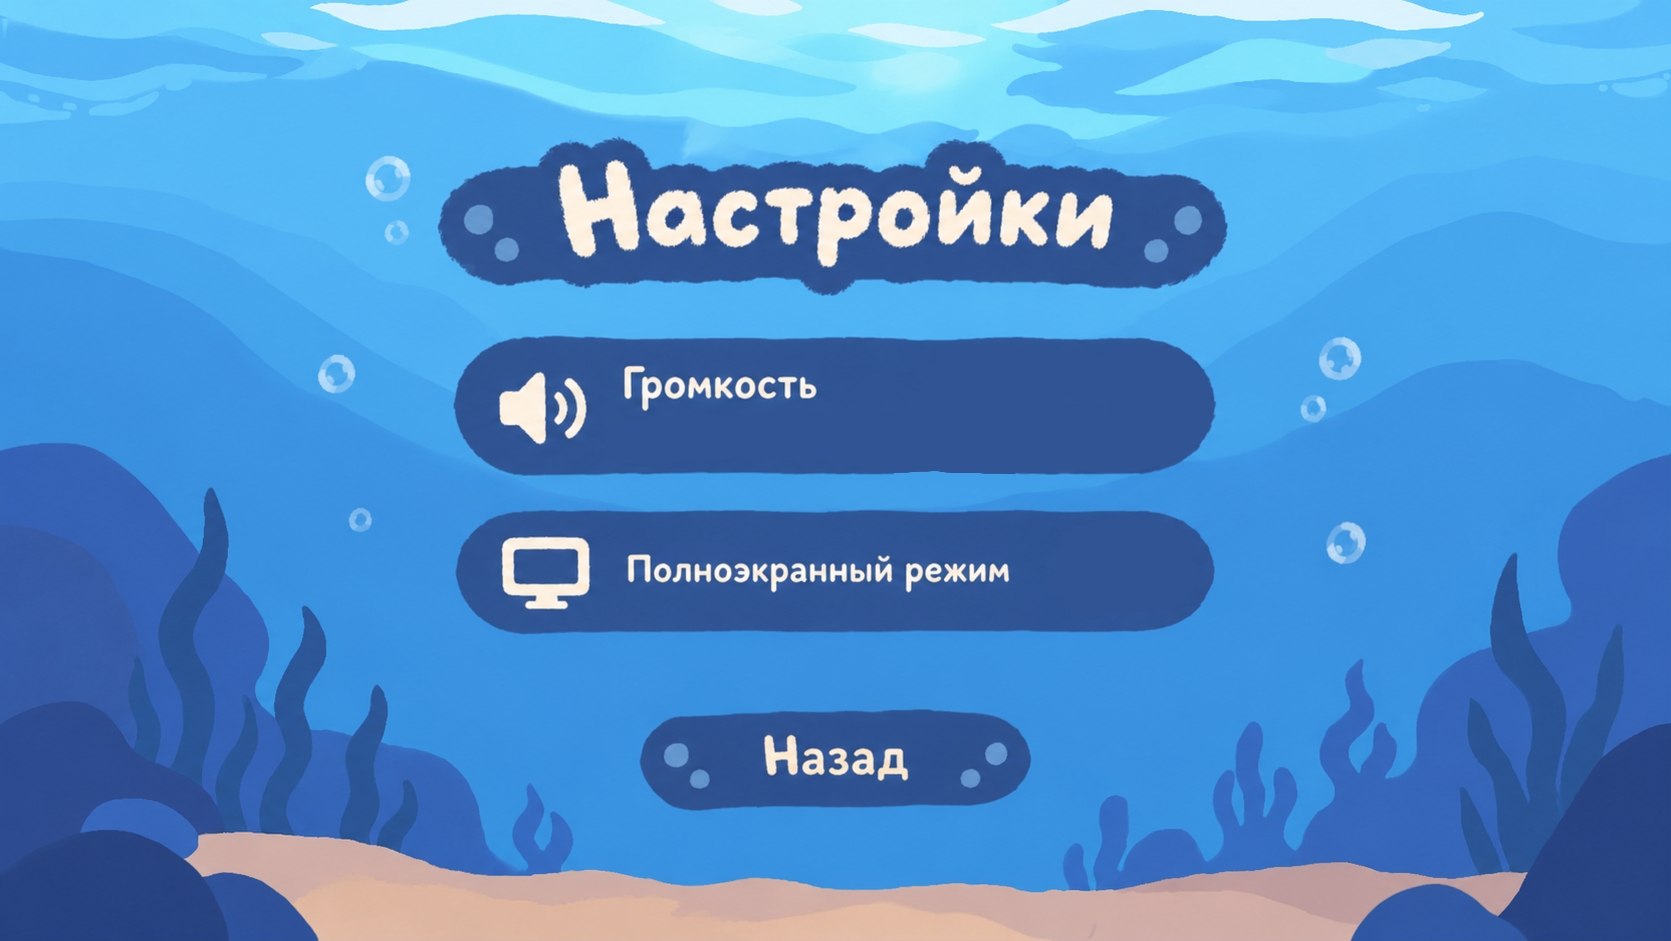 Настройки
Громкость
Полноэкранный режим
Назад